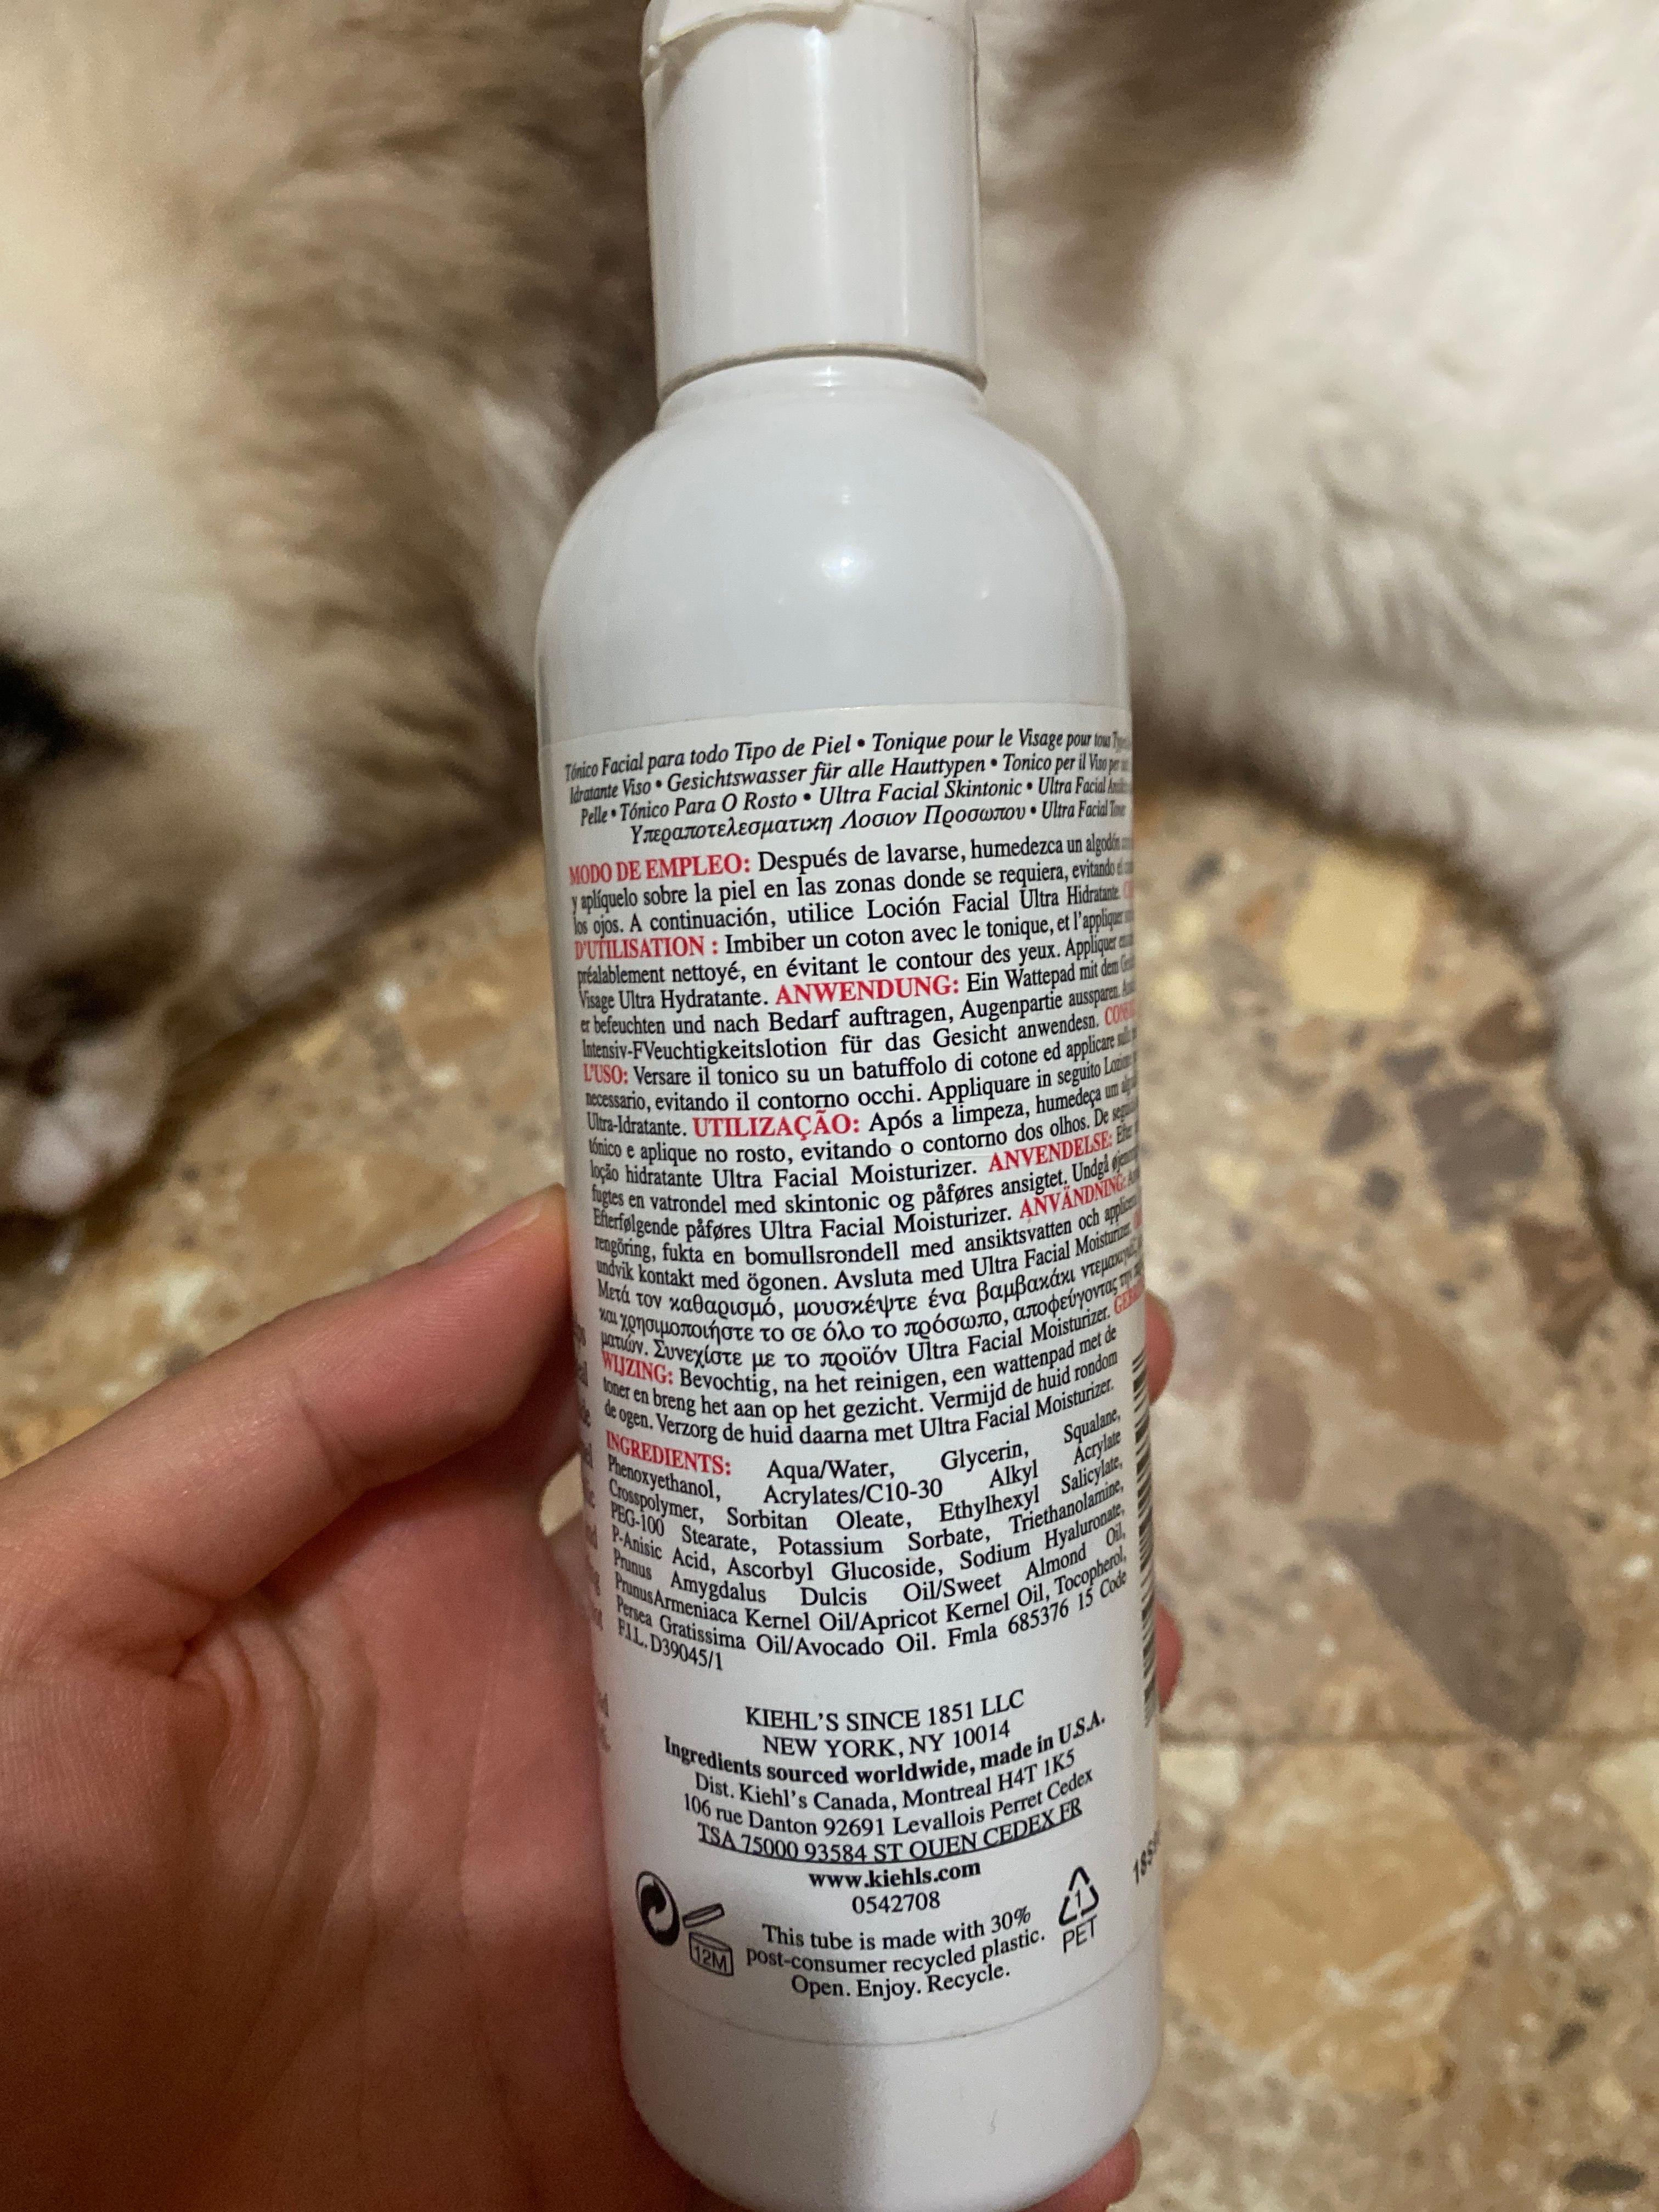 Tónico Facial para todo Tipo de Piel • Tonique pour le Visage pour tous
Idratante Viso • Gesichtswasser für alle Hauttypen • Tonico per il Viso per
Pelle • Tónico Para O Rosto • Ultra Facial Skintonic • Ultra Facial
Υπεραποτελεσματικη Λοσιον Προσωπου • Ultra Facial Toner
MODO DE EMPLEO: Después de lavarse, humedezca un algodón
y aplíquelo sobre la piel en las zonas donde se requiera, evitando el
los ojos. A continuación, utilice Loción Facial Ultra Hidratante.
D'UTILISATION : Imbiber un coton avec le tonique, et l'appliquer
préalablement nettoyé, en évitant le contour des yeux. Appliquer
Visage Ultra Hydratante. ANWENDUNG: Ein Wattepad mit dem
er befeuchten und nach Bedarf auftragen, Augenpartie aussparen.
Intensiv-FVeuchtigkeitslotion für das Gesicht anwendesn.
L'USO: Versare il tonico su un batuffolo di cotone ed applicare
necessario, evitando il contorno occhi. Appliquare in seguito
Ultra-Idratante. UTILIZAÇÃO: Após a limpeza, humedeça um
tónico e aplique no rosto, evitando o contorno dos olhos. De
loção hidratante Ultra Facial Moisturizer. ANVENDELSE: Efter
fugtes en vatrondel med skintonic og påføres ansigtet. Undgå
Efterfølgende påføres Ultra Facial Moisturizer. ANVÄNDNING:
rengöring, fukta en bomullsrondell med ansiktsvatten och
undvik kontakt med ögonen. Avsluta med Ultra Facial Moisturizer.
Μετά τον καθαρισμό, μουσκέψτε ένα βαμβακάκι
και χρησιμοποιήστε το σε όλο το πρόσωπο, αποφεύγοντας την
ματιών. Συνεχίστε με το προϊόν Ultra Facial Moisturizer.
WIJZING: Bevochtig, na het reinigen, een wattenpad met de
toner en breng het aan op het gezicht. Vermijd de huid rondom
de ogen. Verzorg de huid daarna met Ultra Facial Moisturizer.
INGREDIENTS: Aqua/Water, Glycerin, Squalane,
Phenoxyethanol, Acrylates/C10-30 Alkyl Acrylate
Crosspolymer, Sorbitan Oleate, Ethylhexyl Salicylate,
PEG-100 Stearate, Potassium Sorbate, Triethanolamine,
P-Anisic Acid, Ascorbyl Glucoside, Sodium Hyaluronate,
Prunus Amygdalus Dulcis Oil/Sweet Almond Oil,
PrunusArmeniaca Kernel Oil/Apricot Kernel Oil, Tocopherol,
Persea Gratissima Oil/Avocado Oil. Fmla 685376 15 Code
F.I.L. D39045/1
KIEHL'S SINCE 1851 LLC
NEW YORK, NY 10014
Ingredients sourced worldwide, made in U.S.A.
Dist. Kiehl's Canada, Montreal H4T 1K5
106 rue Danton 92691 Levallois Perret Cedex
TSA 75000 93584 ST OUEN CEDEX FR
www.kiehls.com
0542708
This tube is made with 30%
post-consumer recycled plastic.
Open. Enjoy. Recycle.
12M
1
PET